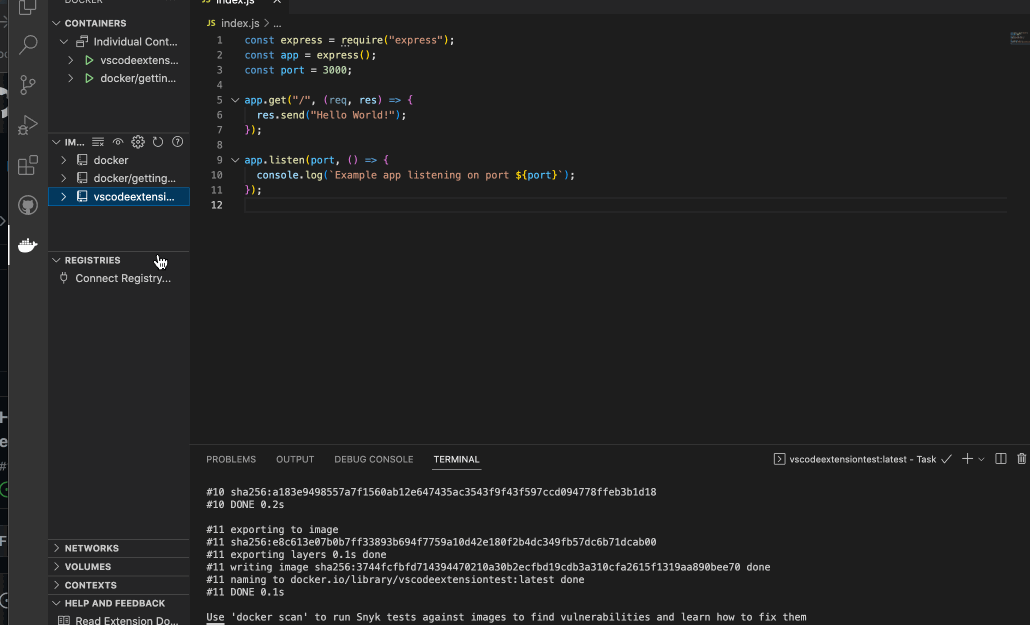 DOCKER
CONTAINERS
Individual Cont...
vscodeextens...
docker/gettin...
IM...
docker
docker/getting...
vscodeextensi...
REGISTRIES
Connect Registry...
NETWORKS
VOLUMES
CONTEXTS
HELP AND FEEDBACK
Read Extension Do...
JS index.js
JS index.js > ...
1 const express = require("express");
2 const app = express();
3 const port = 3000;
4
5 app.get("/", (req, res) => {
6 res.send("Hello World!");
7 });
8
9 app.listen(port, () => {
10 console.log(`Example app listening on port ${port}`);
11 });
12
PROBLEMS OUTPUT DEBUG CONSOLE TERMINAL
vscodeextensiontest:latest - Task
#10 sha256:a183e9498557a7f1560ab12e647435ac3543f9f43f597ccd094778ffeb3b1d18
#10 DONE 0.2s
#11 exporting to image
#11 sha256:e8c613e07b0b7ff33893b694f7759a10d42e180f2b4dc349fb57dc6b71dcab00
#11 exporting layers 0.1s done
#11 writing image sha256:3744fcfbfd714394470210a30b2ecfbd19cdb3a310cfa2615f1319aa890bee70 done
#11 naming to docker.io/library/vscodeextensiontest:latest done
#11 DONE 0.1s
Use 'docker scan' to run Snyk tests against images to find vulnerabilities and learn how to fix them